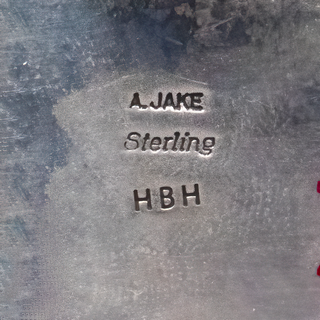 A. JAKE
Sterling
HBH